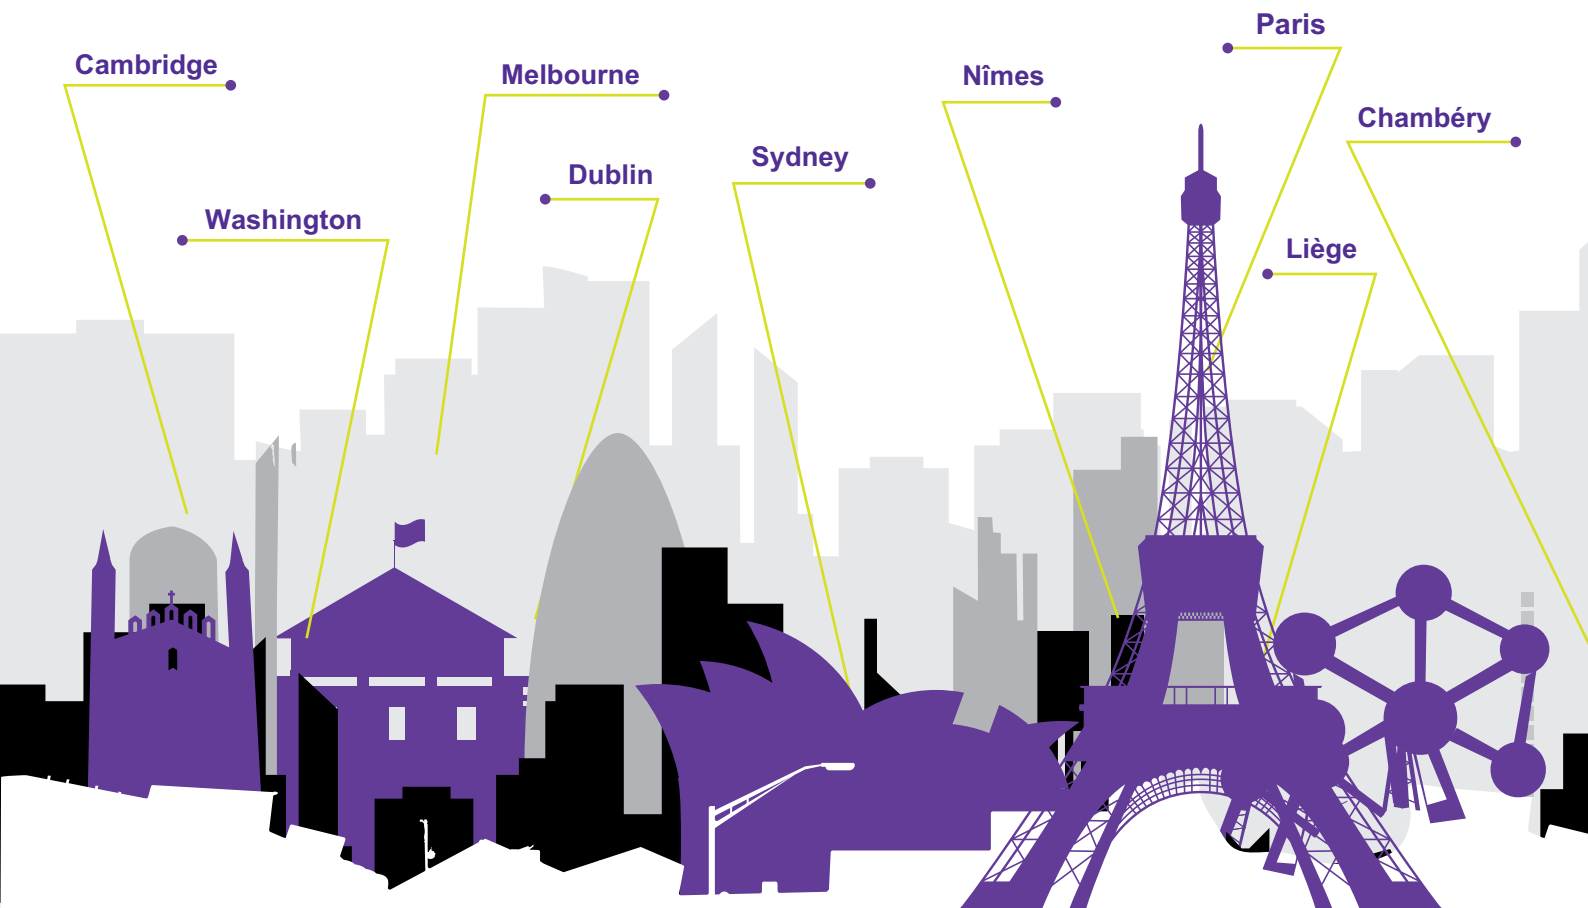 Cambridge
Washington
Melbourne
Dublin
Sydney
Nîmes
Paris
Liège
Chambéry